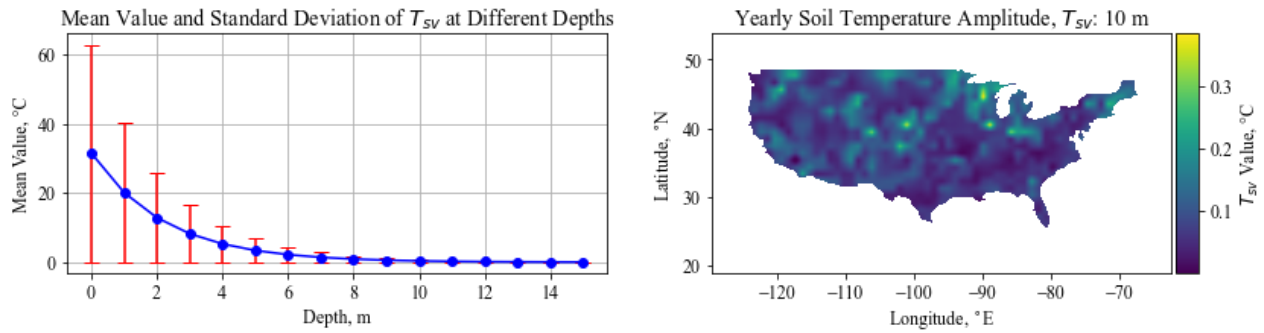 Mean Value and Standard Deviation of T_sv at Different Depths
Mean Value, °C
60
40
20
0
0 2 4 6 8 10 12 14
Depth, m
Yearly Soil Temperature Amplitude, T_sv: 10 m
Latitude, °N
50
40
30
20
−120 −110 −100 −90 −80 −70
Longitude, °E
0.3
0.2
0.1
T_sv Value, °C